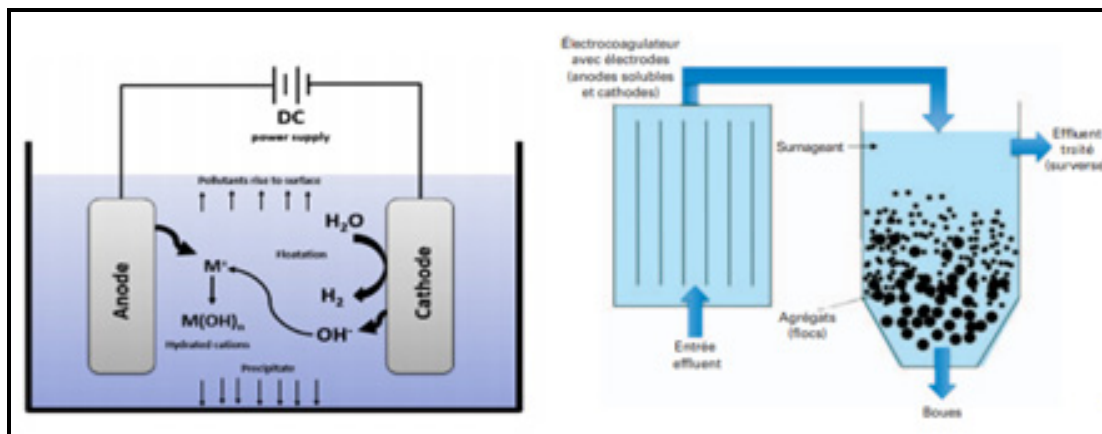 DC
power supply
Pollutants rise to surface
Anode
Cathode
H₂O
Floatation
M⁺
H₂
M(OH)ₙ
OH⁻
Hydrated cations
Precipitate
Électrocoagulateur
avec électrodes
(anodes solubles
et cathodes)
Surnageant
Effluent
traité
(surverse
Agrégats
(flocs)
Entrée
effluent
Boues